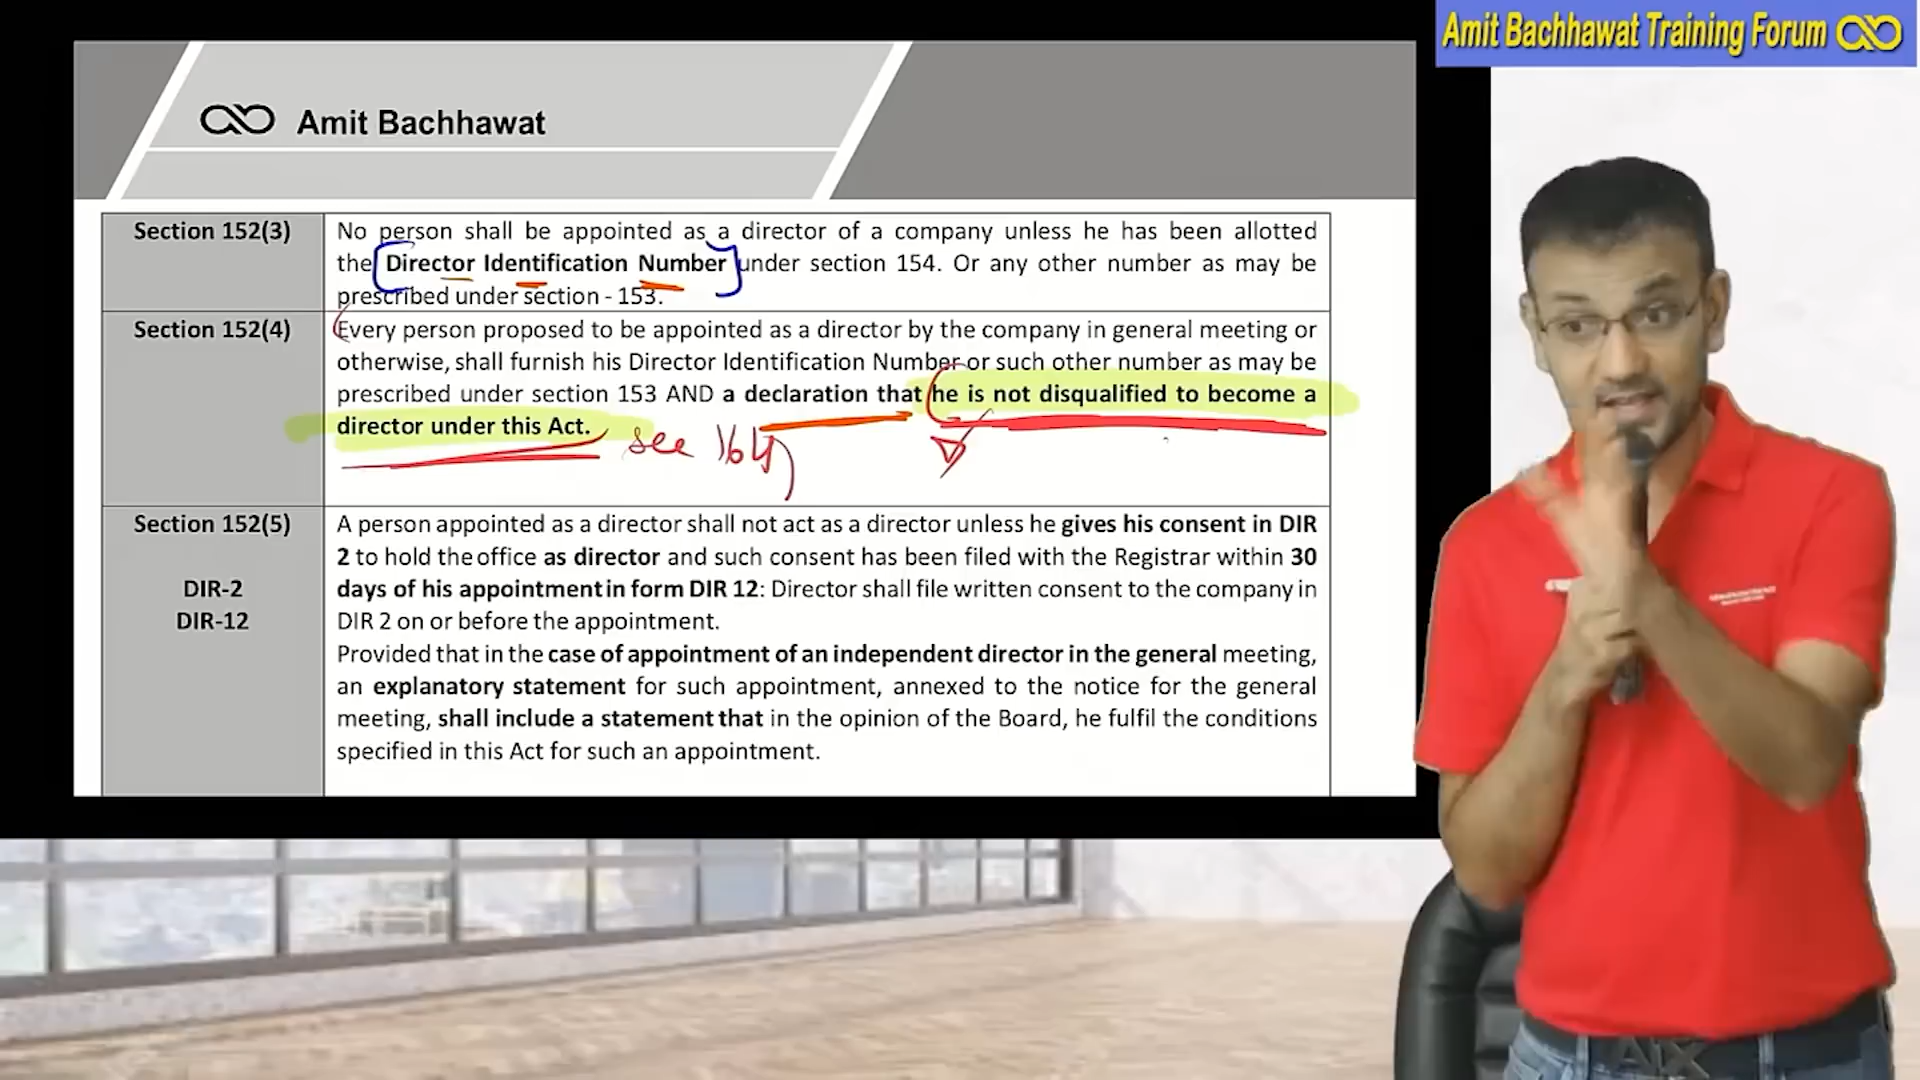 Amit Bachhawat Training Forum
Amit Bachhawat
Section 152(3)
No person shall be appointed as a director of a company unless he has been allotted
the Director Identification Number under section 154. Or any other number as may be
prescribed under section - 153.
Section 152(4)
Every person proposed to be appointed as a director by the company in general meeting or
otherwise, shall furnish his Director Identification Number or such other number as may be
prescribed under section 153 AND a declaration that he is not disqualified to become a
director under this Act.
see 164
Section 152(5)
DIR-2
DIR-12
A person appointed as a director shall not act as a director unless he gives his consent in DIR
2 to hold the office as director and such consent has been filed with the Registrar within 30
days of his appointment in form DIR 12: Director shall file written consent to the company in
DIR 2 on or before the appointment.
Provided that in the case of appointment of an independent director in the general meeting,
an explanatory statement for such appointment, annexed to the notice for the general
meeting, shall include a statement that in the opinion of the Board, he fulfil the conditions
specified in this Act for such an appointment.